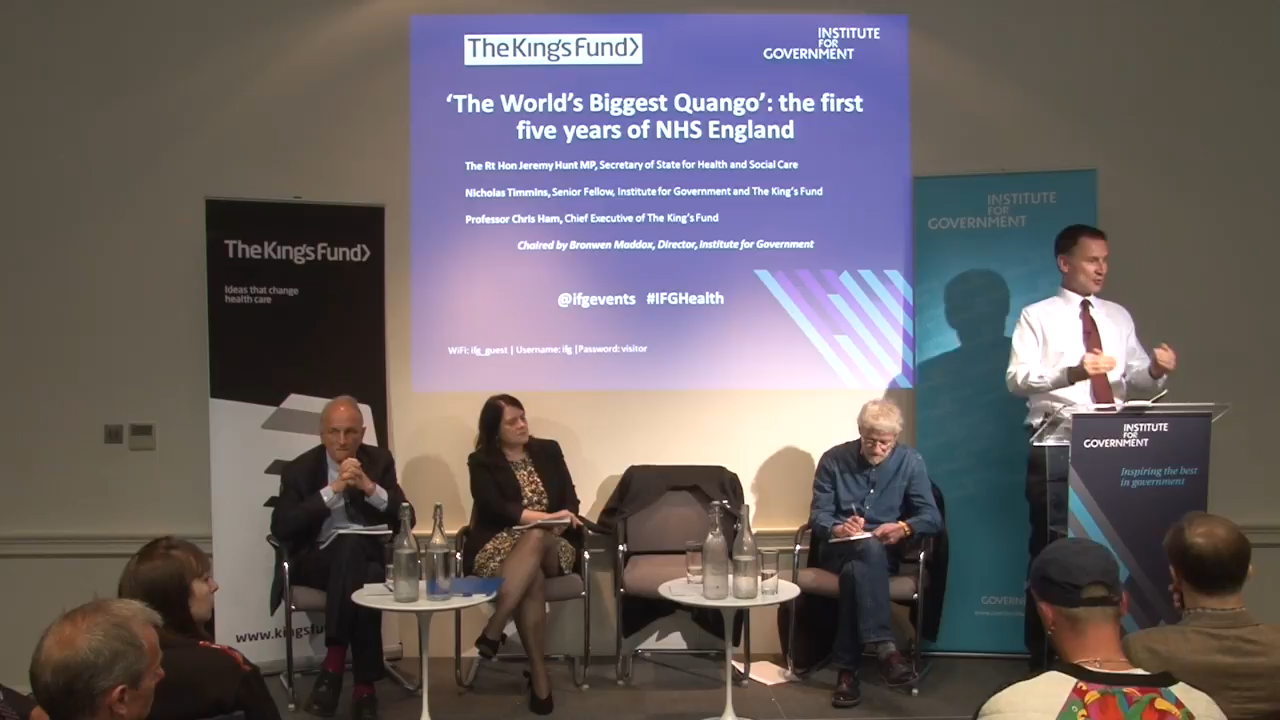 The King's Fund>
INSTITUTE
FOR
GOVERNMENT
'The World's Biggest Quango': the first
five years of NHS England
The Rt Hon Jeremy Hunt MP, Secretary of State for Health and Social Care
Nicholas Timmins, Senior Fellow, Institute for Government and The King's Fund
Professor Chris Ham, Chief Executive of The King's Fund
Chaired by Bronwen Maddox, Director, Institute for Government
@ifgevents #IFGHealth
WiFi: ifg_guest | Username: ifg |Password: visitor
The King's Fund>
Ideas that change
health care
www.kingsfu
INSTITUTE
FOR
GOVERNMENT
INSTITUTE
FOR
GOVERNMENT
Inspiring the best
in government